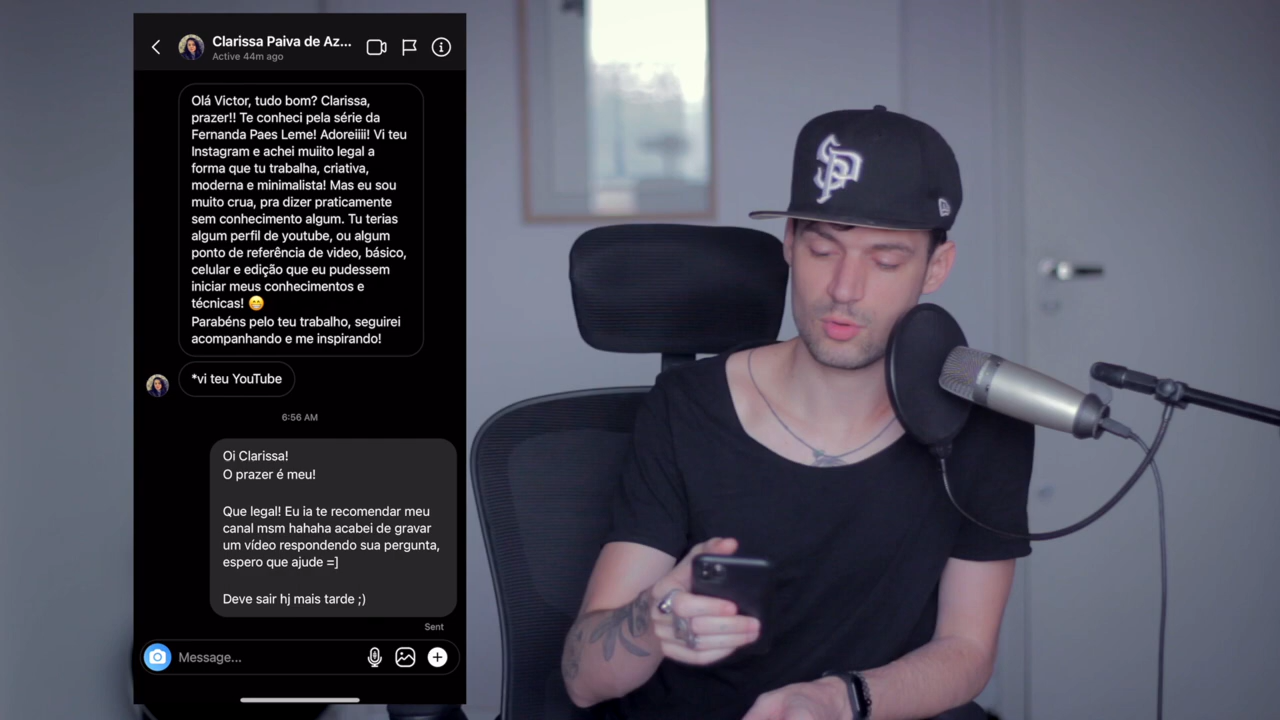 Clarissa Paiva de Az...
Active 44m ago
Olá Victor, tudo bom? Clarissa,
prazer!! Te conheci pela série da
Fernanda Paes Leme! Adoreiiii! Vi teu
Instagram e achei muiito legal a
forma que tu trabalha, criativa,
moderna e minimalista! Mas eu sou
muito crua, pra dizer praticamente
sem conhecimento algum. Tu terias
algum perfil de youtube, ou algum
ponto de referência de video, básico,
celular e edição que eu pudessem
iniciar meus conhecimentos e
técnicas! 😁
Parabéns pelo teu trabalho, seguirei
acompanhando e me inspirando!
*vi teu YouTube
6:56 AM
Oi Clarissa!
O prazer é meu!
Que legal! Eu ia te recomendar meu
canal msm hahaha acabei de gravar
um vídeo respondendo sua pergunta,
espero que ajude =]
Deve sair hj mais tarde ;)
Sent
Message...
SP